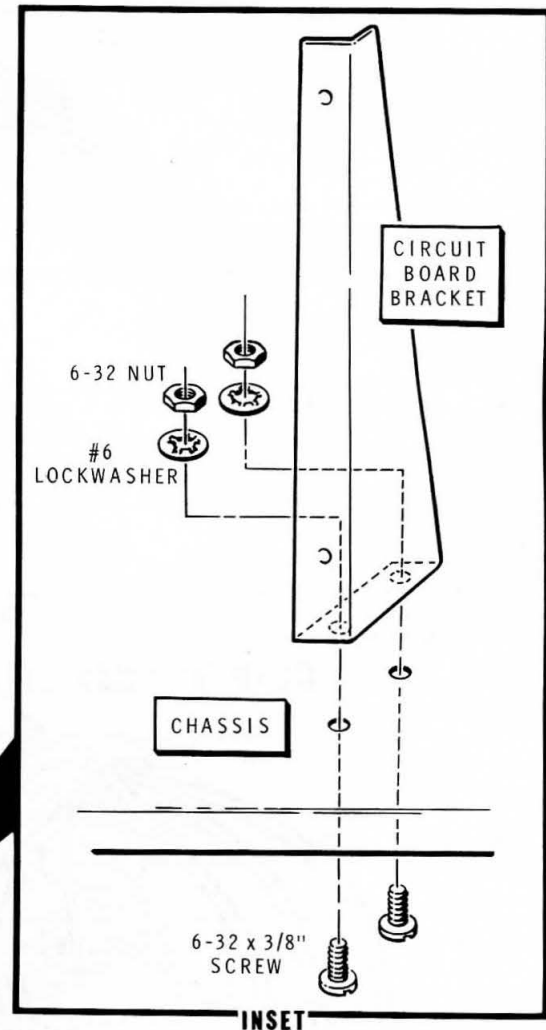 CIRCUIT
BOARD
BRACKET
6-32 NUT
#6
LOCKWASHER
CHASSIS
6-32 x 3/8"
SCREW
INSET